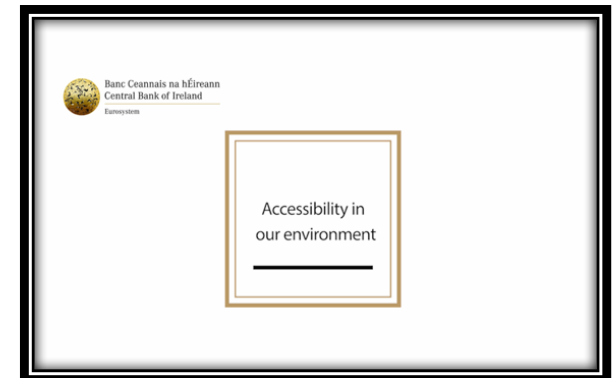 Banc Ceannais na hÉireann
Central Bank of Ireland
Eurosystem
Accessibility in
our environment